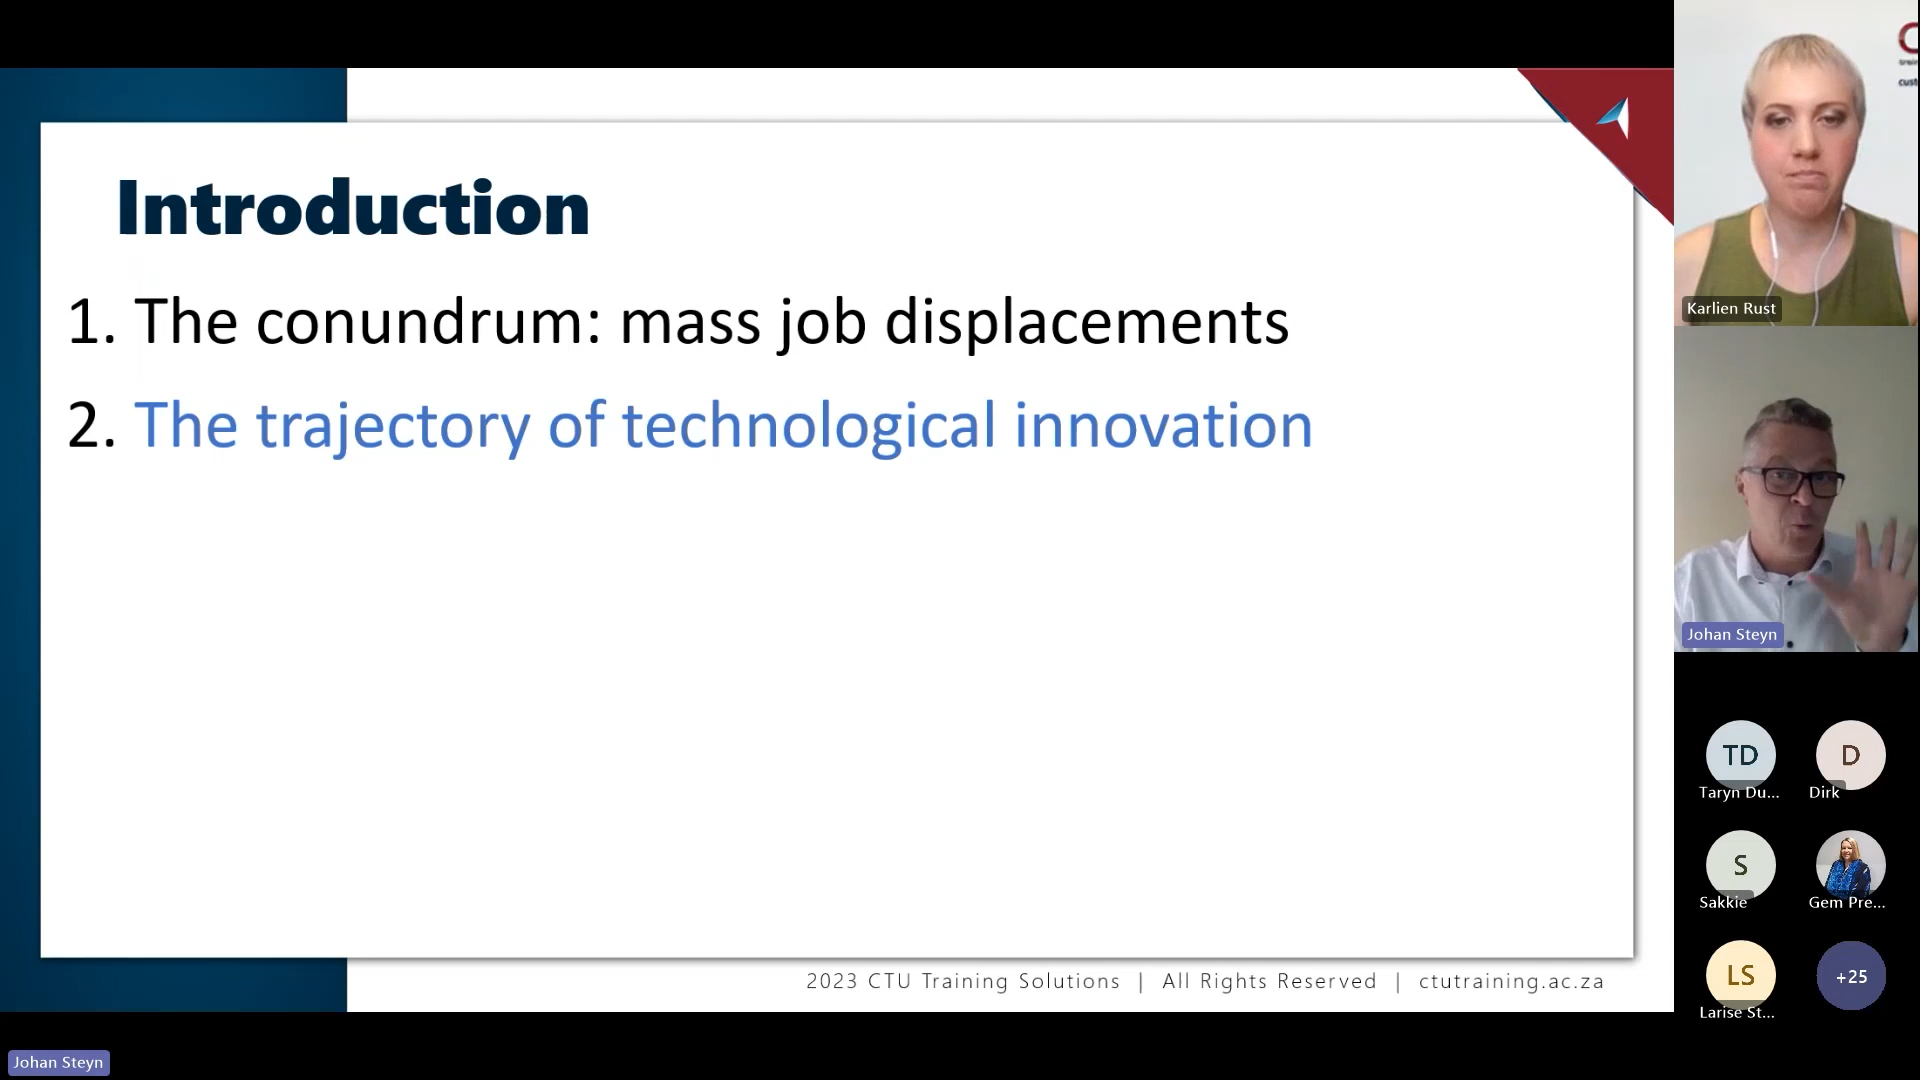 Introduction
1. The conundrum: mass job displacements
2. The trajectory of technological innovation
2023 CTU Training Solutions | All Rights Reserved | ctutraining.ac.za
Karlien Rust
Johan Steyn
TD
Taryn Du...
D
Dirk
S
Sakkie
Gem Pre...
LS
Larise St...
+25
Johan Steyn